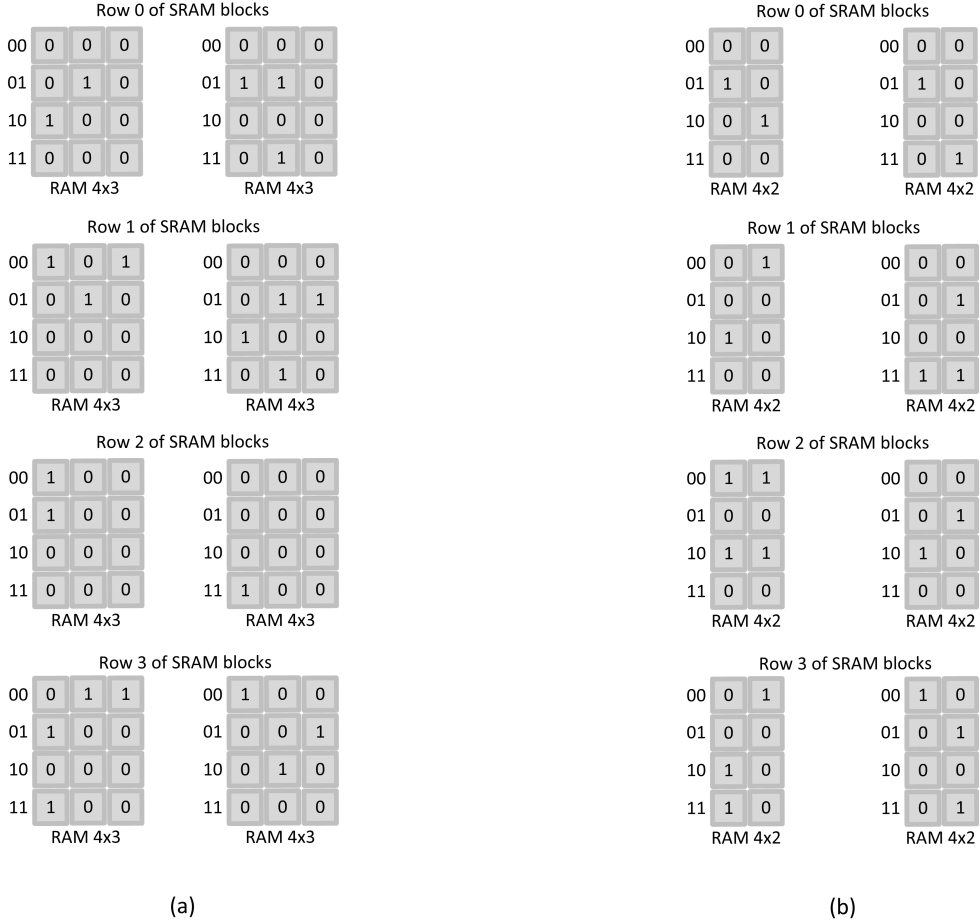 Row 0 of SRAM blocks Row 0 of SRAM blocks
00 0 0 0 00 0 0 0 00 0 0 00 0 0
01 0 1 0 01 1 1 0 01 1 0 01 1 0
10 1 0 0 10 0 0 0 10 0 1 10 0 0
11 0 0 0 11 0 1 0 11 0 0 11 0 1
RAM 4x3 RAM 4x3 RAM 4x2 RAM 4x2
Row 1 of SRAM blocks Row 1 of SRAM blocks
00 1 0 1 00 0 0 0 00 0 1 00 0 0
01 0 1 0 01 0 1 1 01 0 0 01 0 1
10 0 0 0 10 1 0 0 10 1 0 10 0 0
11 0 0 0 11 0 1 0 11 0 0 11 1 1
RAM 4x3 RAM 4x3 RAM 4x2 RAM 4x2
Row 2 of SRAM blocks Row 2 of SRAM blocks
00 1 0 0 00 0 0 0 00 1 1 00 0 0
01 1 0 0 01 0 0 0 01 0 0 01 0 1
10 0 0 0 10 0 0 0 10 1 1 10 1 0
11 0 0 0 11 1 0 0 11 0 0 11 0 0
RAM 4x3 RAM 4x3 RAM 4x2 RAM 4x2
Row 3 of SRAM blocks Row 3 of SRAM blocks
00 0 1 1 00 1 0 0 00 0 1 00 1 0
01 1 0 0 01 0 0 1 01 0 0 01 0 1
10 0 0 0 10 0 1 0 10 1 0 10 0 0
11 1 0 0 11 0 0 0 11 1 0 11 0 1
RAM 4x3 RAM 4x3 RAM 4x2 RAM 4x2
(a) (b)